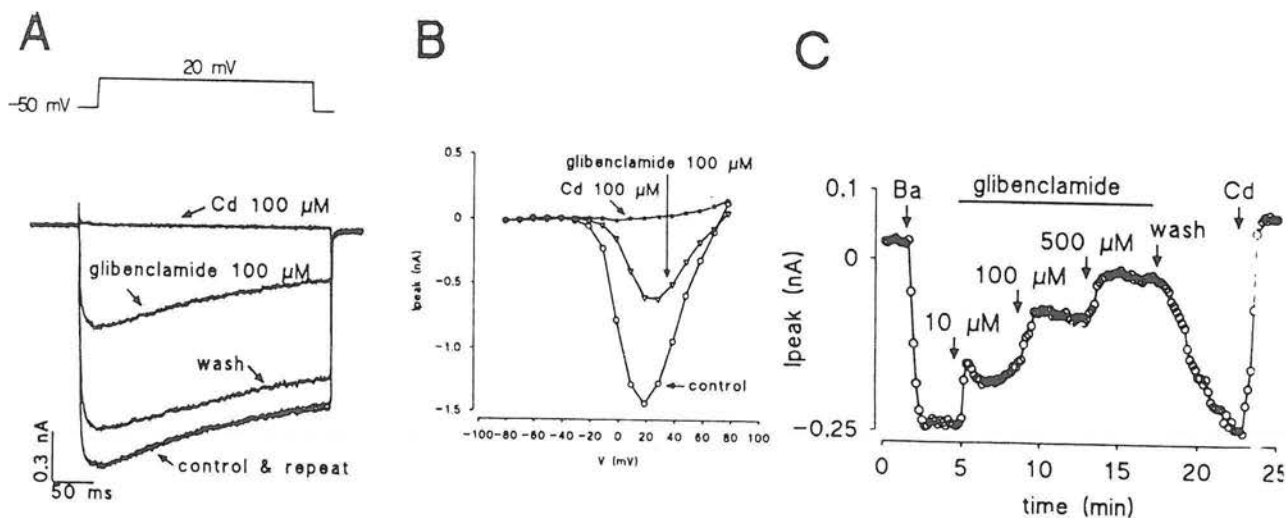 A
20 mV
−50 mV
Cd 100 μM
glibenclamide 100 μM
wash
control & repeat
0.3 nA
50 ms
B
glibenclamide 100 μM
Cd 100 μM
Ipeak (nA)
0.5
0
−0.5
−1.0
−1.5
control
−100 −80 −60 −40 −20 0 20 40 60 80 100
V (mV)
C
Ipeak (nA)
0.1
0
−0.25
Ba
glibenclamide
Cd
wash
500 μM
100 μM
10 μM
0 5 10 15 20 25
time (min)